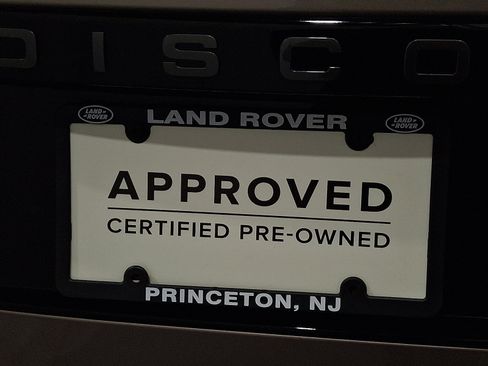 DISCO
LAND ROVER
LAND ROVER
LAND ROVER
APPROVED
CERTIFIED PRE-OWNED
PRINCETON, NJ